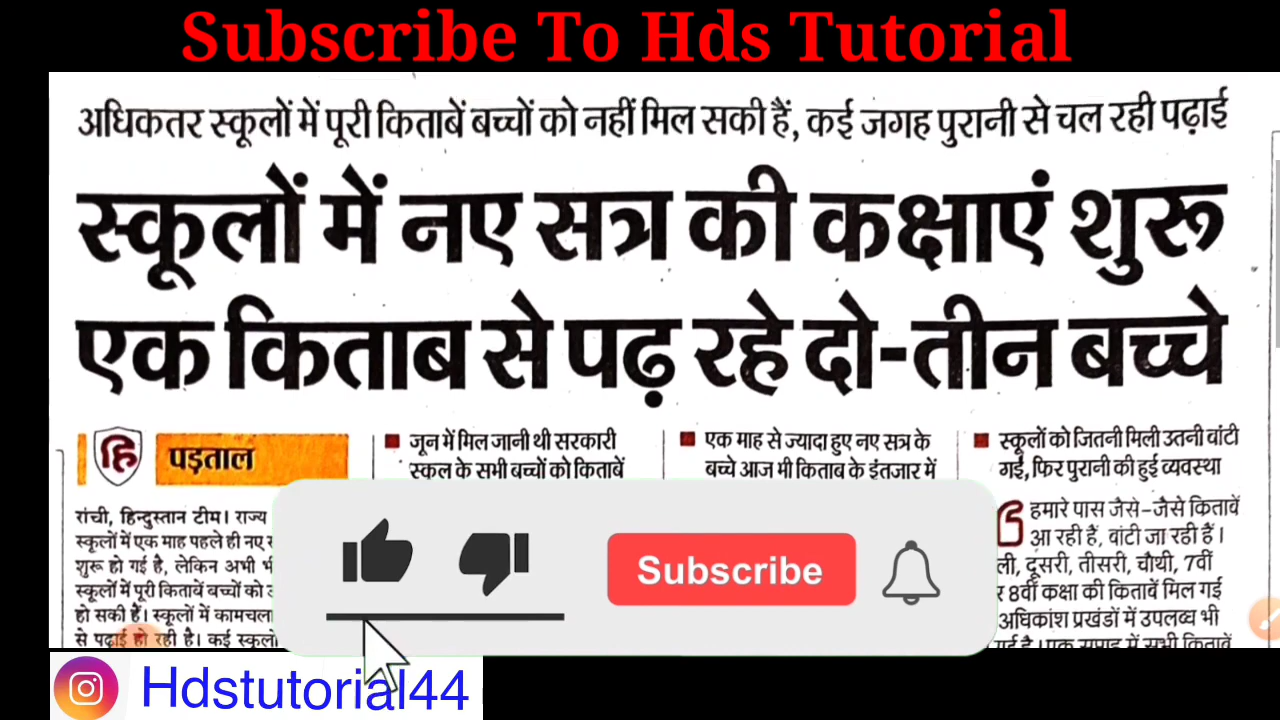 Subscribe To Hds Tutorial
अधिकतर स्कूलों में पूरी किताबें बच्चों को नहीं मिल सकी हैं, कई जगह पुरानी से चल रही पढ़ाई
स्कूलों में नए सत्र की कक्षाएं शुरू
एक किताब से पढ़ रहे दो-तीन बच्चे
हि पड़ताल
रांची, हिन्दुस्तान टीम। राज्य
स्कूलों में एक माह पहले ही नए
शुरू हो गई है, लेकिन अभी
स्कूलों में पूरी किताबें बच्चों को
हो सकी हैं। स्कूलों में कामचला
से पढ़ाई हो रही है। कई स्कूलों
जून में मिल जानी थी सरकारी
स्कूल के सभी बच्चों को किताबें
एक माह से ज्यादा हुए नए सत्र के
बच्चे आज भी किताब के इंतजार में
स्कूलों को जितनी मिली उतनी बांटी
गईं, फिर पुरानी की हुई व्यवस्था
हमारे पास जैसे-जैसे किताबें
आ रही हैं, बांटी जा रही हैं।
ली, दूसरी, तीसरी, चौथी, 7वीं
र 8वीं कक्षा की किताबें मिल गई
अधिकांश प्रखंडों में उपलब्ध भी
Subscribe
Hdstutorial44